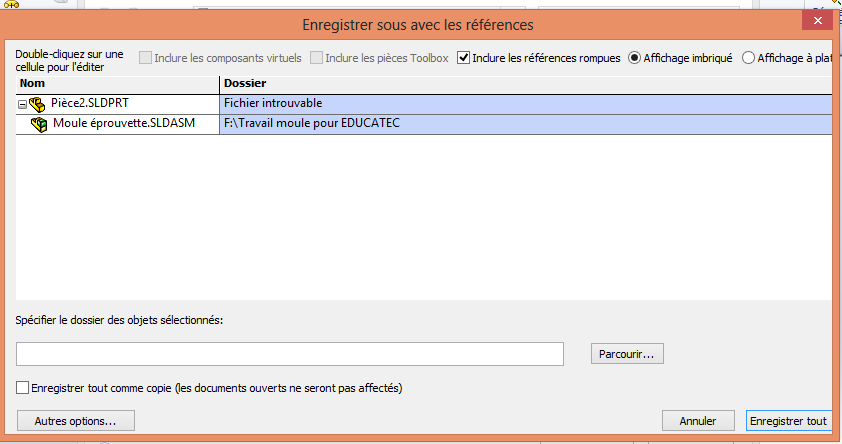 Enregistrer sous avec les références
Double-cliquez sur une
cellule pour l'éditer
Inclure les composants virtuels
Inclure les pièces Toolbox
Inclure les références rompues
Affichage imbriqué
Affichage à plat
Nom
Dossier
Pièce2.SLDPRT
Fichier introuvable
Moule éprouvette.SLDASM
F:\Travail moule pour EDUCATEC
Spécifier le dossier des objets sélectionnés:
Parcourir...
Enregistrer tout comme copie (les documents ouverts ne seront pas affectés)
Autres options...
Annuler
Enregistrer tout